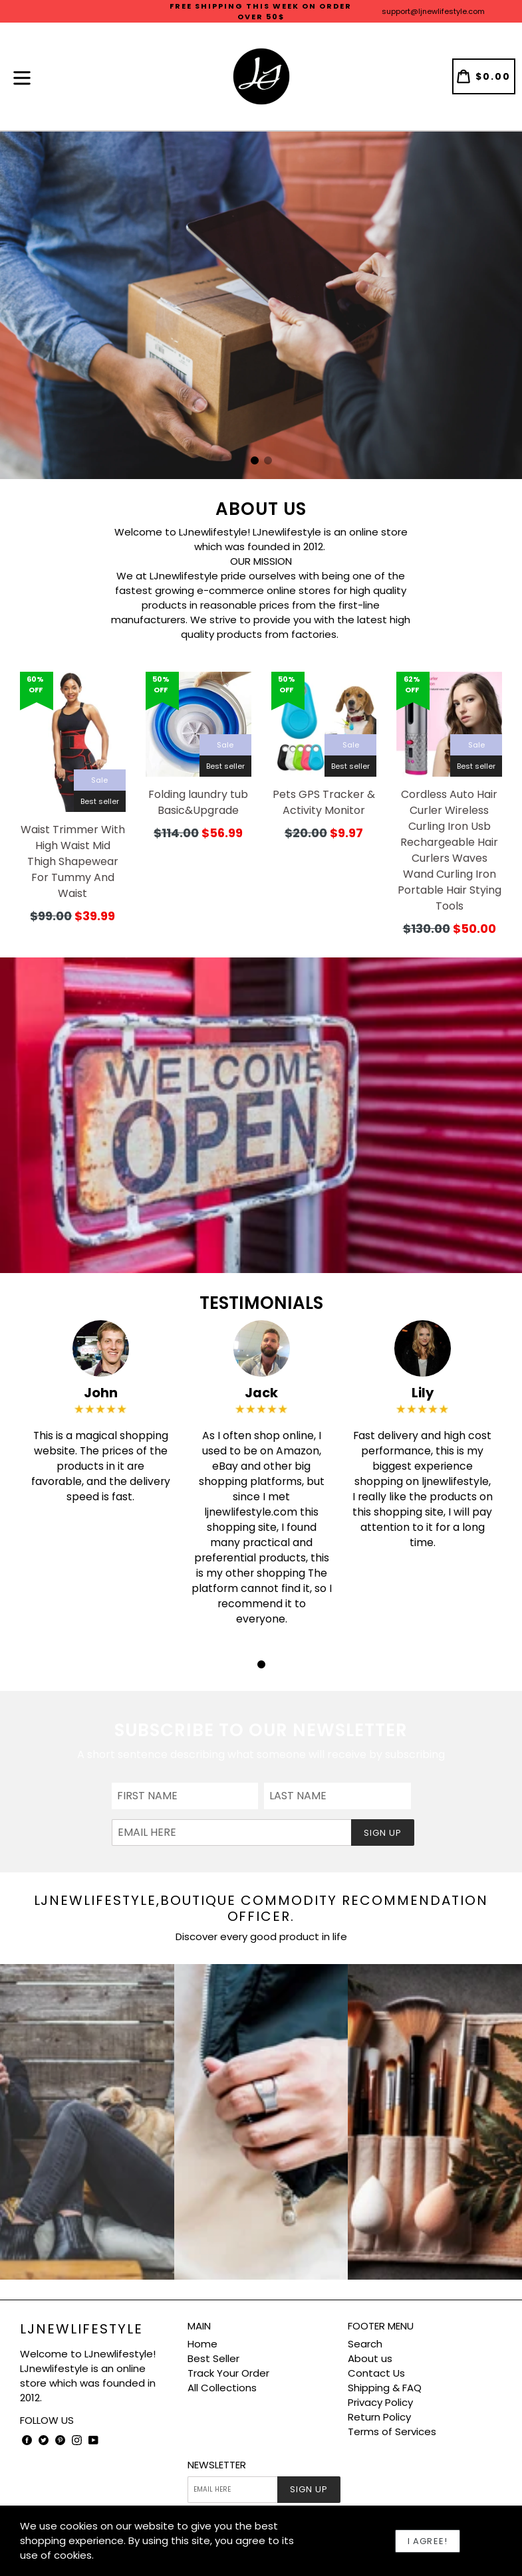 FREE SHIPPING THIS WEEK ON ORDER
OVER 50$
support@ljnewlifestyle.com
LJ
$0.00
ABOUT US
Welcome to LJnewlifestyle! LJnewlifestyle is an online store
which was founded in 2012.
OUR MISSION
We at LJnewlifestyle pride ourselves with being one of the
fastest growing e-commerce online stores for high quality
products in reasonable prices from the first-line
manufacturers. We strive to provide you with the latest high
quality products from factories.
60%
OFF
Sale
Best seller
Waist Trimmer With
High Waist Mid
Thigh Shapewear
For Tummy And
Waist
$99.00 $39.99
50%
OFF
Sale
Best seller
Folding laundry tub
Basic&Upgrade
$114.00 $56.99
50%
OFF
Sale
Best seller
Pets GPS Tracker &
Activity Monitor
$20.00 $9.97
62%
OFF
Sale
Best seller
Cordless Auto Hair
Curler Wireless
Curling Iron Usb
Rechargeable Hair
Curlers Waves
Wand Curling Iron
Portable Hair Stying
Tools
$130.00 $50.00
WELCOME
OPEN
TESTIMONIALS
John
★★★★★
This is a magical shopping
website. The prices of the
products in it are
favorable, and the delivery
speed is fast.
Jack
★★★★★
As I often shop online, I
used to be on Amazon,
eBay and other big
shopping platforms, but
since I met
ljnewlifestyle.com this
shopping site, I found
many practical and
preferential products, this
is my other shopping The
platform cannot find it, so I
recommend it to
everyone.
Lily
★★★★★
Fast delivery and high cost
performance, this is my
biggest experience
shopping on ljnewlifestyle,
I really like the products on
this shopping site, I will pay
attention to it for a long
time.
SUBSCRIBE TO OUR NEWSLETTER
A short sentence describing what someone will receive by subscribing
FIRST NAME
LAST NAME
EMAIL HERE
SIGN UP
LJNEWLIFESTYLE,BOUTIQUE COMMODITY RECOMMENDATION
OFFICER.
Discover every good product in life
LJNEWLIFESTYLE
Welcome to LJnewlifestyle!
LJnewlifestyle is an online
store which was founded in
2012.
FOLLOW US
MAIN
Home
Best Seller
Track Your Order
All Collections
FOOTER MENU
Search
About us
Contact Us
Shipping & FAQ
Privacy Policy
Return Policy
Terms of Services
NEWSLETTER
EMAIL HERE
SIGN UP
We use cookies on our website to give you the best
shopping experience. By using this site, you agree to its
use of cookies.
I AGREE!